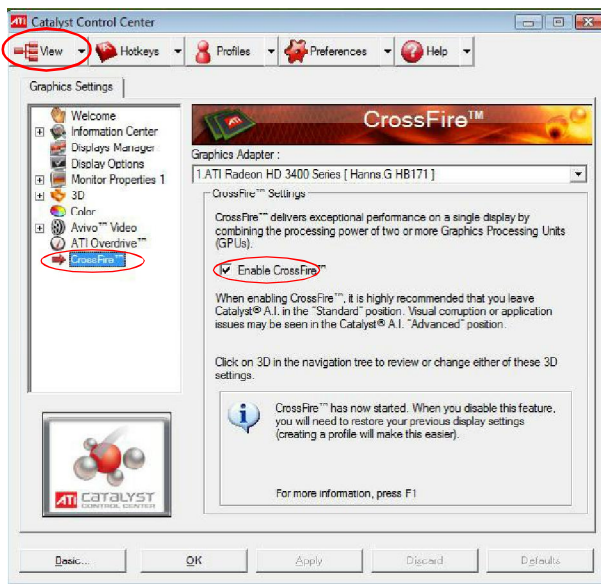 ATI Catalyst Control Center
View
Hotkeys
Profiles
Preferences
Help
Graphics Settings
Welcome
Information Center
Displays Manager
Display Options
Monitor Properties 1
3D
Color
Avivo™ Video
ATI Overdrive™
CrossFire™
ATI
CATALYST
CONTROL CENTER
ATI
CrossFire™
Graphics Adapter :
1.ATI Radeon HD 3400 Series [ Hanns.G HB171 ]
CrossFire™ Settings
CrossFire™ delivers exceptional performance on a single display by
combining the processing power of two or more Graphics Processing Units
(GPUs).
Enable CrossFire™
When enabling CrossFire™, it is highly recommended that you leave
Catalyst® A.I. in the "Standard" position. Visual corruption or application
issues may be seen in the Catalyst® A.I. "Advanced" position.
Click on 3D in the navigation tree to review or change either of these 3D
settings.
CrossFire™ has now started. When you disable this feature,
you will need to restore your previous display settings
(creating a profile will make this easier).
For more information, press F1
Basic...
OK
Apply
Discard
Defaults